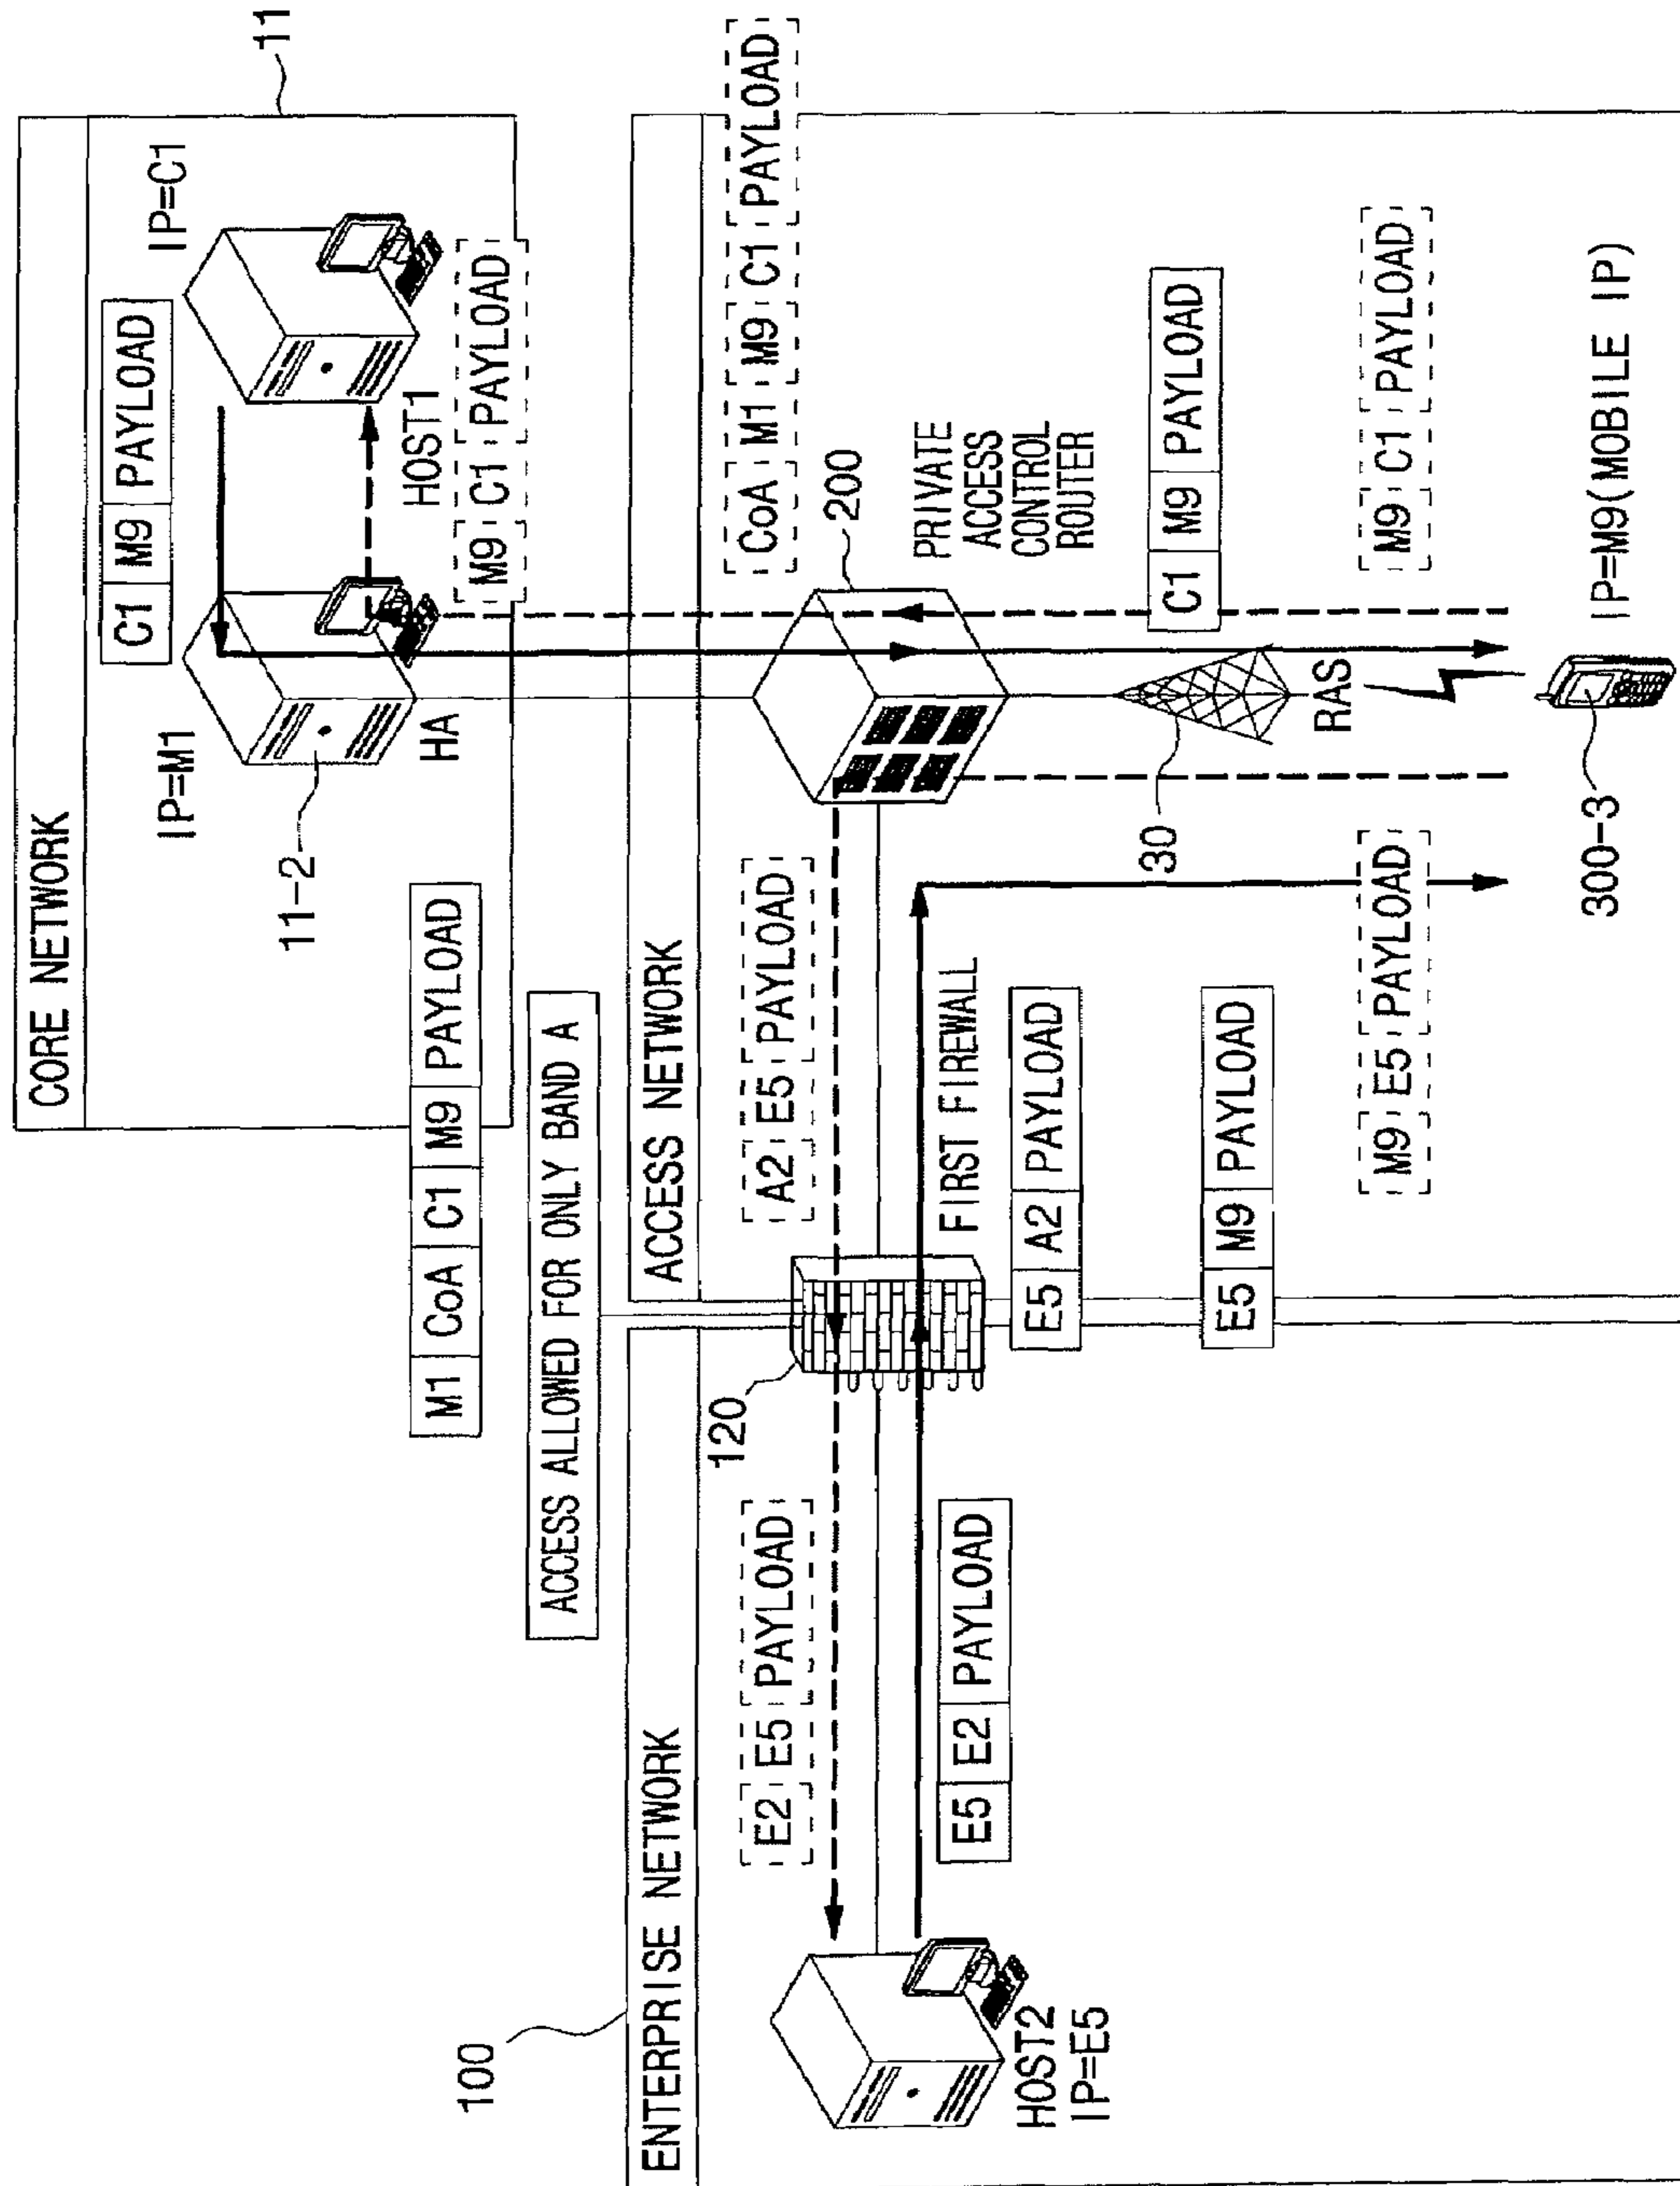 CORE NETWORK
11
IP=M1
IP=C1
C1 M9 PAYLOAD
11-2
HA
HOST1
M9 C1 PAYLOAD
M1 CoA C1 M9 PAYLOAD
ACCESS ALLOWED FOR ONLY BAND A
100
ENTERPRISE NETWORK
ACCESS NETWORK
120
E2 E5 PAYLOAD
A2 E5 PAYLOAD
CoA M1 M9 C1 PAYLOAD
200
PRIVATE
ACCESS
CONTROL
ROUTER
E5 E2 PAYLOAD
FIRST FIREWALL
HOST2
IP=E5
E5 A2 PAYLOAD
30
C1 M9 PAYLOAD
E5 M9 PAYLOAD
RAS
M9 E5 PAYLOAD
M9 C1 PAYLOAD
300-3
IP=M9(MOBILE IP)